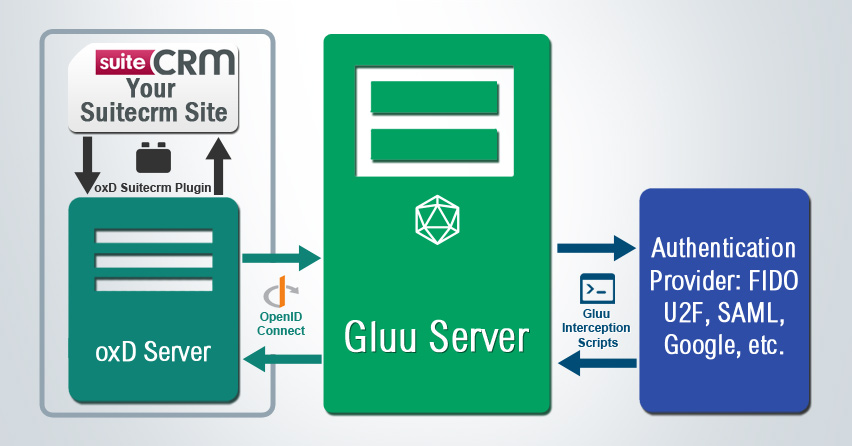 suiteCRM
Your
Suitecrm Site
oxD Suitecrm Plugin
oxD Server
OpenID
Connect
Gluu Server
Gluu
Interception
Scripts
Authentication
Provider: FIDO
U2F, SAML,
Google, etc.